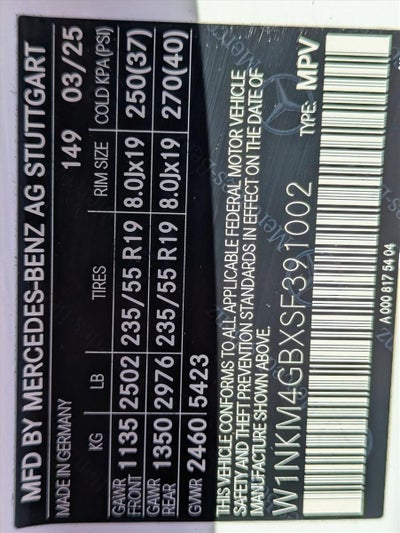 MFD BY MERCEDES-BENZ AG STUTTGART
MADE IN GERMANY 149 03/25
KG LB TIRES RIM SIZE COLD KPA(PSI)
GAWR FRONT 1135 2502 235/55 R19 8.0Jx19 250(37)
GAWR REAR 1350 2976 235/55 R19 8.0Jx19 270(40)
GVWR 2460 5423
THIS VEHICLE CONFORMS TO ALL APPLICABLE FEDERAL MOTOR VEHICLE
SAFETY AND THEFT PREVENTION STANDARDS IN EFFECT ON THE DATE OF
MANUFACTURE SHOWN ABOVE.
W1NKM4GBXSF391002 TYPE: MPV
A 000 817 54 04